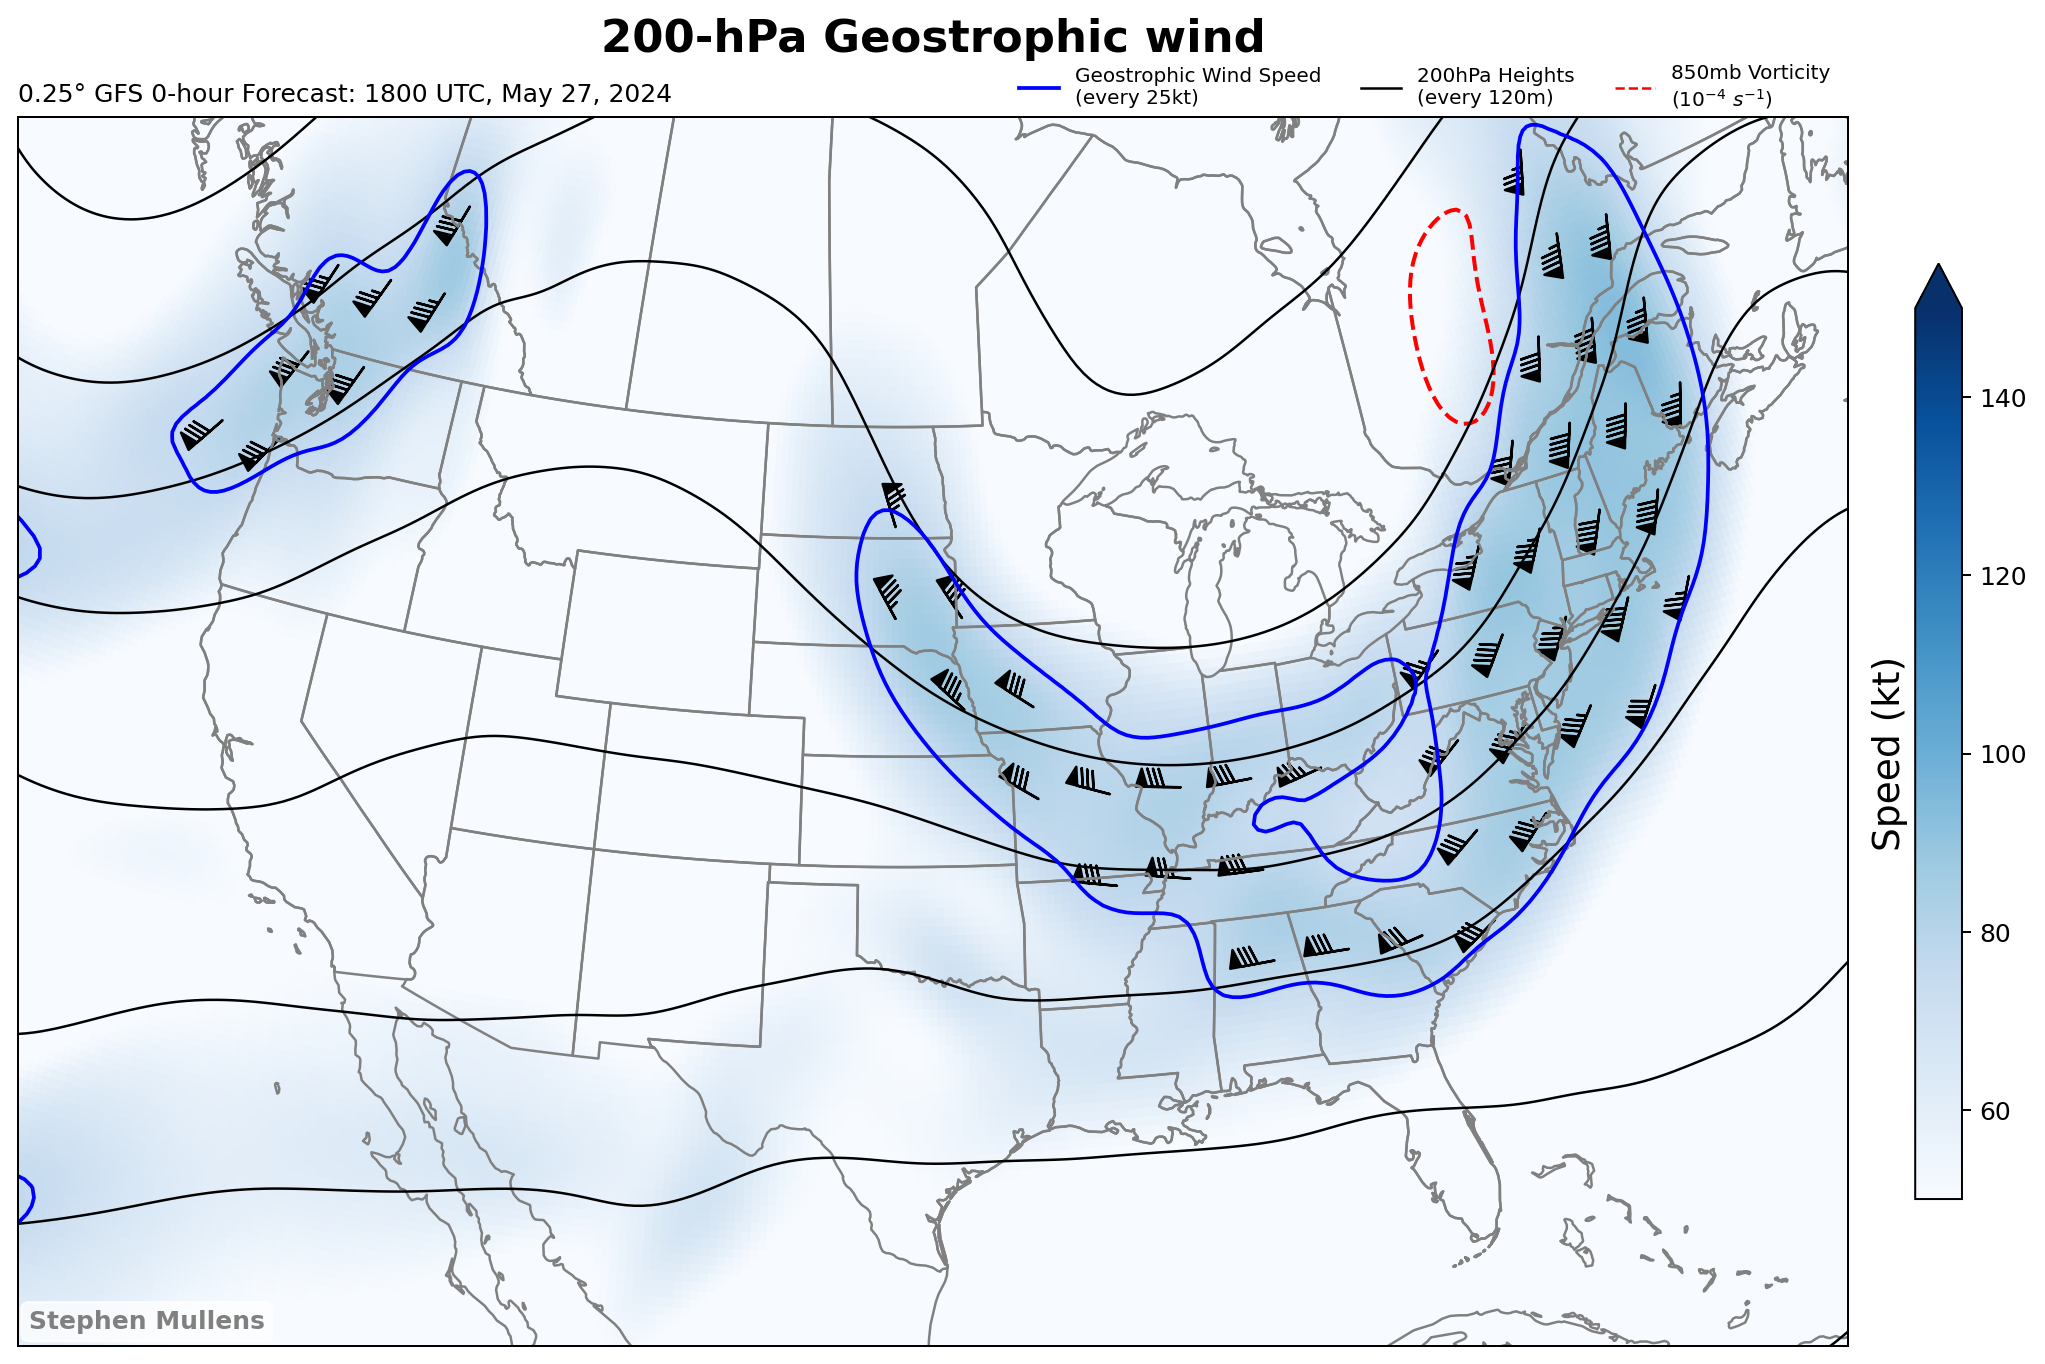 200-hPa Geostrophic wind
0.25° GFS 0-hour Forecast: 1800 UTC, May 27, 2024
Geostrophic Wind Speed
(every 25kt)
200hPa Heights
(every 120m)
850mb Vorticity
(10⁻⁴ s⁻¹)
140
120
100
80
60
Speed (kt)
Stephen Mullens